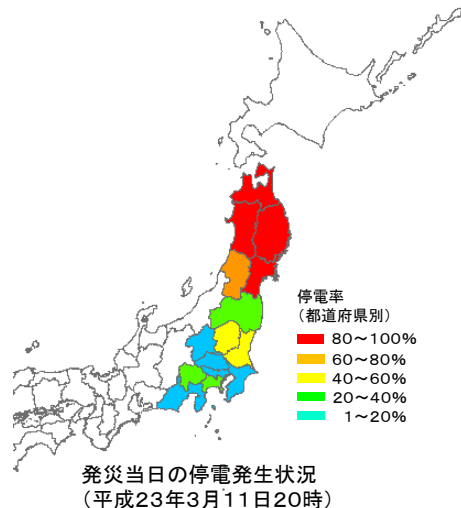 停電率
（都道府県別）
80～100%
60～80%
40～60%
20～40%
1～20%
発災当日の停電発生状況
（平成23年3月11日20時）